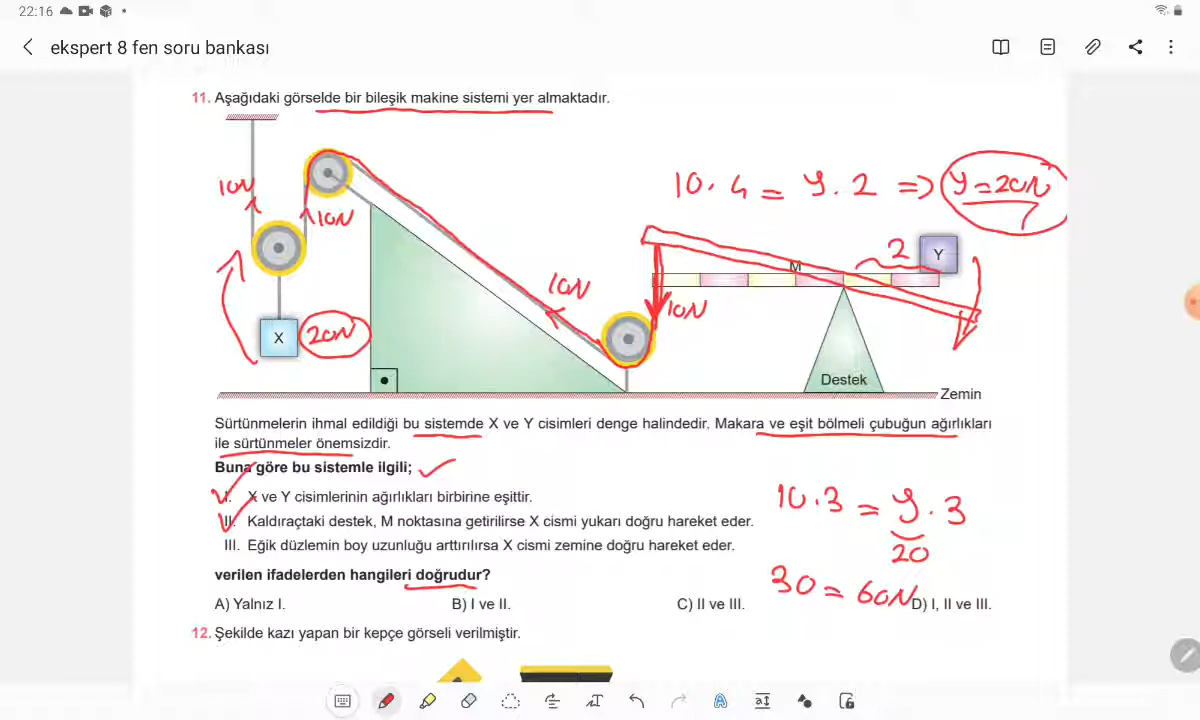 22:16
ekspert 8 fen soru bankası
11. Aşağıdaki görselde bir bileşik makine sistemi yer almaktadır.
10N
10N
X
20N
10N
10N
10.4 = y.2 => y=20N
2
Y
M
Destek
Zemin
Sürtünmelerin ihmal edildiği bu sistemde X ve Y cisimleri denge halindedir. Makara ve eşit bölmeli çubuğun ağırlıkları
ile sürtünmeler önemsizdir.
Buna göre bu sistemle ilgili;
I. X ve Y cisimlerinin ağırlıkları birbirine eşittir.
II. Kaldıraçtaki destek, M noktasına getirilirse X cismi yukarı doğru hareket eder.
III. Eğik düzlemin boy uzunluğu arttırılırsa X cismi zemine doğru hareket eder.
10.3 = y.3
20
30 = 60N
verilen ifadelerden hangileri doğrudur?
A) Yalnız I. B) I ve II. C) II ve III. D) I, II ve III.
12. Şekilde kazı yapan bir kepçe görseli verilmiştir.